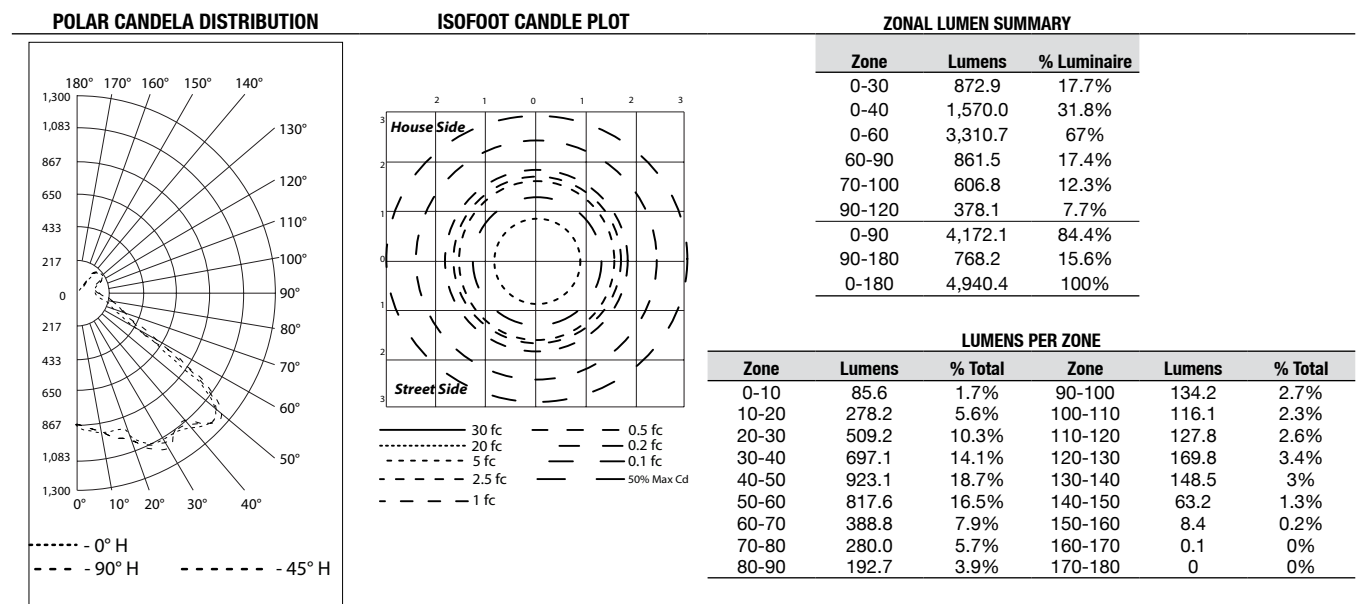 POLAR CANDELA DISTRIBUTION
180° 170° 160° 150° 140°
130°
120°
110°
100°
90°
80°
70°
60°
50°
1,300
1,083
867
650
433
217
0
217
433
650
867
1,083
1,300
0° 10° 20° 30° 40°
- 0° H
- 90° H - 45° H
ISOFOOT CANDLE PLOT
2 1 0 1 2 3
3
House Side
2
1
0
1
2
Street Side
3
30 fc 0.5 fc
20 fc 0.2 fc
5 fc 0.1 fc
2.5 fc 50% Max Cd
1 fc
ZONAL LUMEN SUMMARY
Zone Lumens % Luminaire
0-30 872.9 17.7%
0-40 1,570.0 31.8%
0-60 3,310.7 67%
60-90 861.5 17.4%
70-100 606.8 12.3%
90-120 378.1 7.7%
0-90 4,172.1 84.4%
90-180 768.2 15.6%
0-180 4,940.4 100%
LUMENS PER ZONE
Zone Lumens % Total Zone Lumens % Total
0-10 85.6 1.7% 90-100 134.2 2.7%
10-20 278.2 5.6% 100-110 116.1 2.3%
20-30 509.2 10.3% 110-120 127.8 2.6%
30-40 697.1 14.1% 120-130 169.8 3.4%
40-50 923.1 18.7% 130-140 148.5 3%
50-60 817.6 16.5% 140-150 63.2 1.3%
60-70 388.8 7.9% 150-160 8.4 0.2%
70-80 280.0 5.7% 160-170 0.1 0%
80-90 192.7 3.9% 170-180 0 0%